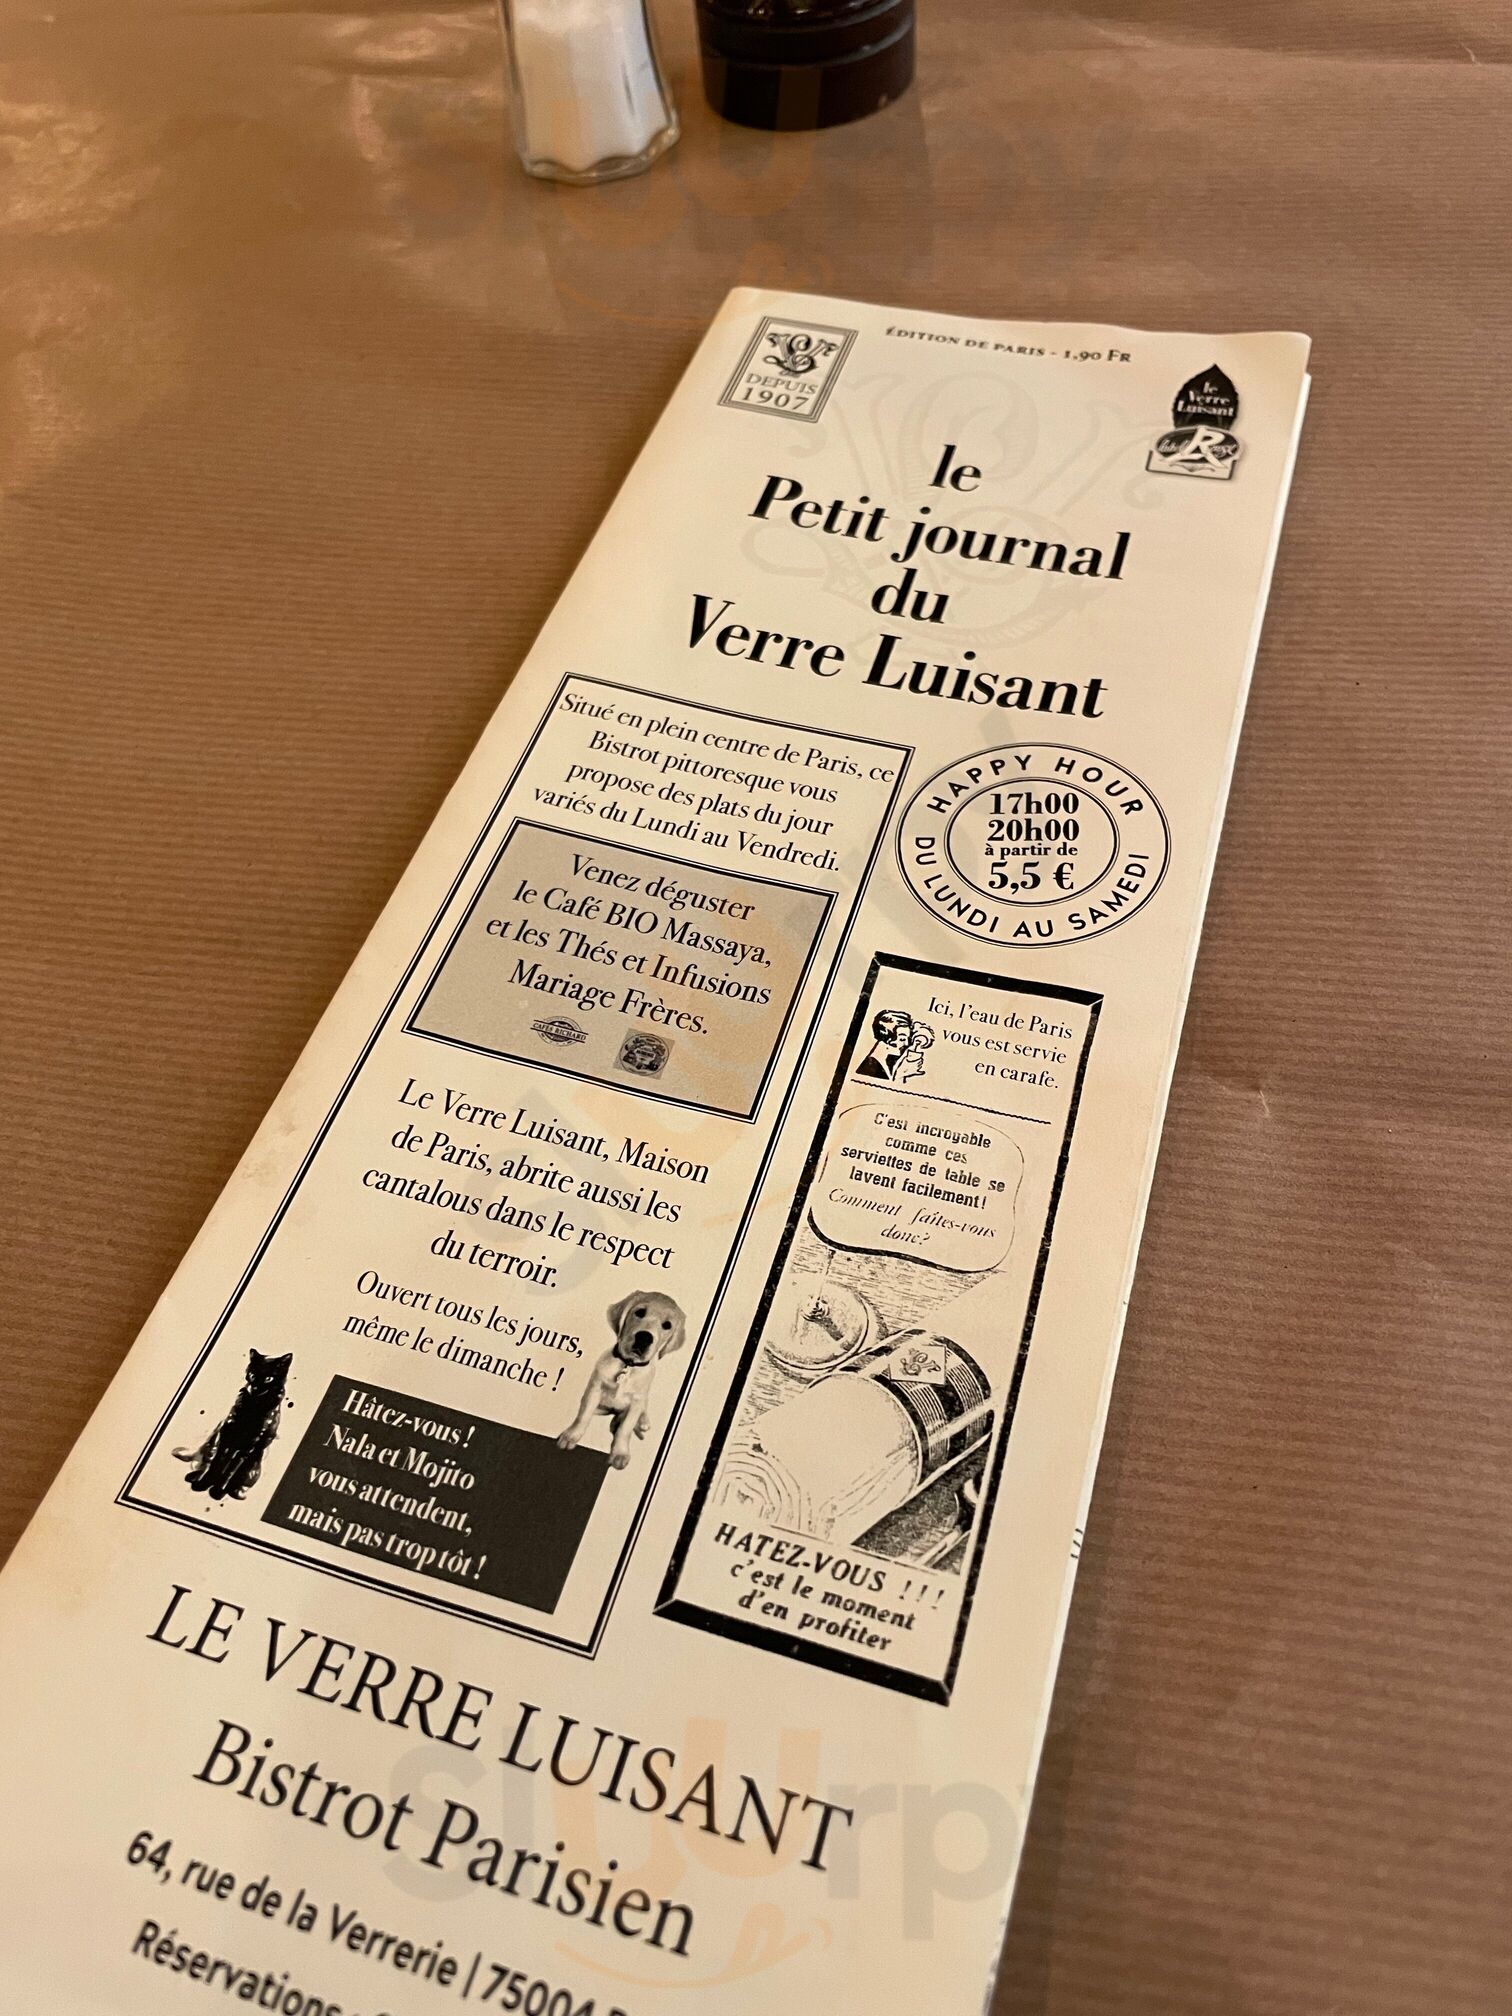 ÉDITION DE PARIS - 1,90 FR
DEPUIS
1907
le
Verre
Luisant
le
Petit journal
du
Verre Luisant
Situé en plein centre de Paris, ce
Bistrot pittoresque vous
propose des plats du jour
variés du Lundi au Vendredi.
Venez déguster
le Café BIO Massaya,
et les Thés et Infusions
Mariage Frères.
CAFÉS RICHARD
Le Verre Luisant, Maison
de Paris, abrite aussi les
cantalous dans le respect
du terroir.
Ouvert tous les jours,
même le dimanche !
Hâtez-vous !
Nala et Mojito
vous attendent,
mais pas trop tôt !
HAPPY HOUR
17h00
20h00
à partir de
5,5 €
DU LUNDI AU SAMEDI
Ici, l'eau de Paris
vous est servie
en carafe.
C'est incroyable
comme ces
serviettes de table se
lavent facilement!
Comment faîtes-vous
donc?
HATEZ-VOUS !!!
c'est le moment
d'en profiter
LE VERRE LUISANT
Bistrot Parisien
64, rue de la Verrerie | 75004
Réservations
sluurpy